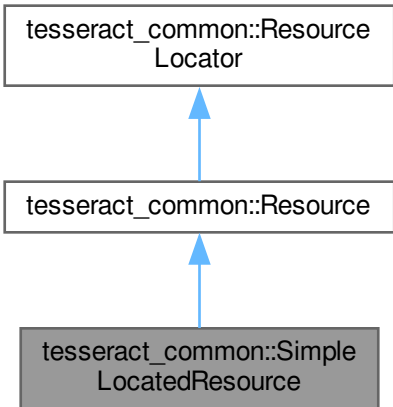 tesseract_common::Resource
Locator
tesseract_common::Resource
tesseract_common::Simple
LocatedResource